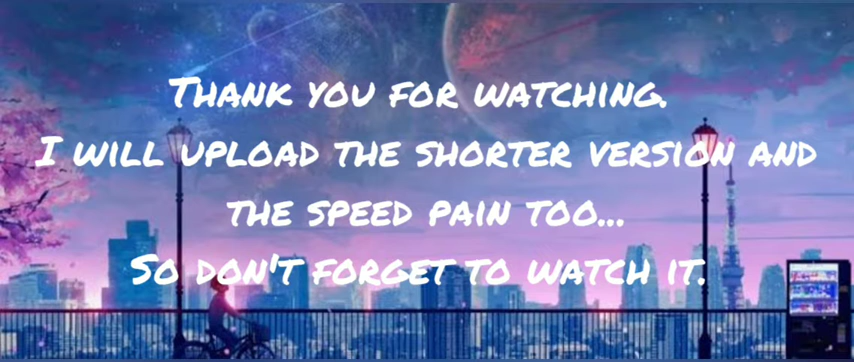 Thank you for watching.
I will upload the shorter version and
the speed pain too...
So don't forget to watch it.